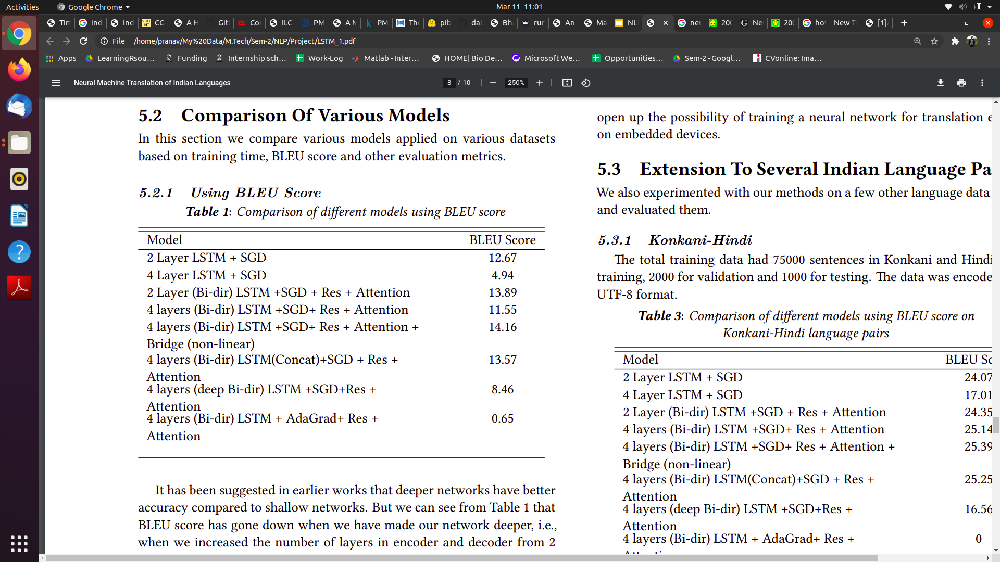 Activities
Google Chrome
Mar 11 11:01
Tin
ind
Ind
CC-
A H
Git
Cor
ILC
PM
A M
PM
The
pib
dat
Bh
rur
An
Ma
NL
neu
200
Ne
200
hov
New T
[1].
File
/home/pranav/My%20Data/M.Tech/Sem-2/NLP/Project/LSTM_1.pdf
Apps
LearningRsou...
Funding
Internship sch...
Work-Log
Matlab - Inter...
HOME| Bio De...
Microsoft We...
Opportunities...
Sem-2 - Googl...
CVonline: Ima...
Neural Machine Translation of Indian Languages
8 / 10
250%
5.2 Comparison Of Various Models
In this section we compare various models applied on various datasets
based on training time, BLEU score and other evaluation metrics.
5.2.1 Using BLEU Score
Table 1: Comparison of different models using BLEU score
Model BLEU Score
2 Layer LSTM + SGD 12.67
4 Layer LSTM + SGD 4.94
2 Layer (Bi-dir) LSTM +SGD + Res + Attention 13.89
4 layers (Bi-dir) LSTM +SGD+ Res + Attention 11.55
4 layers (Bi-dir) LSTM +SGD+ Res + Attention + 14.16
Bridge (non-linear)
4 layers (Bi-dir) LSTM(Concat)+SGD + Res + 13.57
Attention
4 layers (deep Bi-dir) LSTM +SGD+Res + 8.46
Attention
4 layers (Bi-dir) LSTM + AdaGrad+ Res + 0.65
Attention
It has been suggested in earlier works that deeper networks have better
accuracy compared to shallow networks. But we can see from Table 1 that
BLEU score has gone down when we have made our network deeper, i.e.,
when we increased the number of layers in encoder and decoder from 2
open up the possibility of training a neural network for translation e
on embedded devices.
5.3 Extension To Several Indian Language Pa
We also experimented with our methods on a few other language data
and evaluated them.
5.3.1 Konkani-Hindi
The total training data had 75000 sentences in Konkani and Hindi
training, 2000 for validation and 1000 for testing. The data was encode
UTF-8 format.
Table 3: Comparison of different models using BLEU score on
Konkani-Hindi language pairs
Model BLEU Sc
2 Layer LSTM + SGD 24.07
4 Layer LSTM + SGD 17.01
2 Layer (Bi-dir) LSTM +SGD + Res + Attention 24.35
4 layers (Bi-dir) LSTM +SGD+ Res + Attention 25.14
4 layers (Bi-dir) LSTM +SGD+ Res + Attention + 25.39
Bridge (non-linear)
4 layers (Bi-dir) LSTM(Concat)+SGD + Res + 25.25
Attention
4 layers (deep Bi-dir) LSTM +SGD+Res + 16.56
Attention
4 layers (Bi-dir) LSTM + AdaGrad+ Res + 0